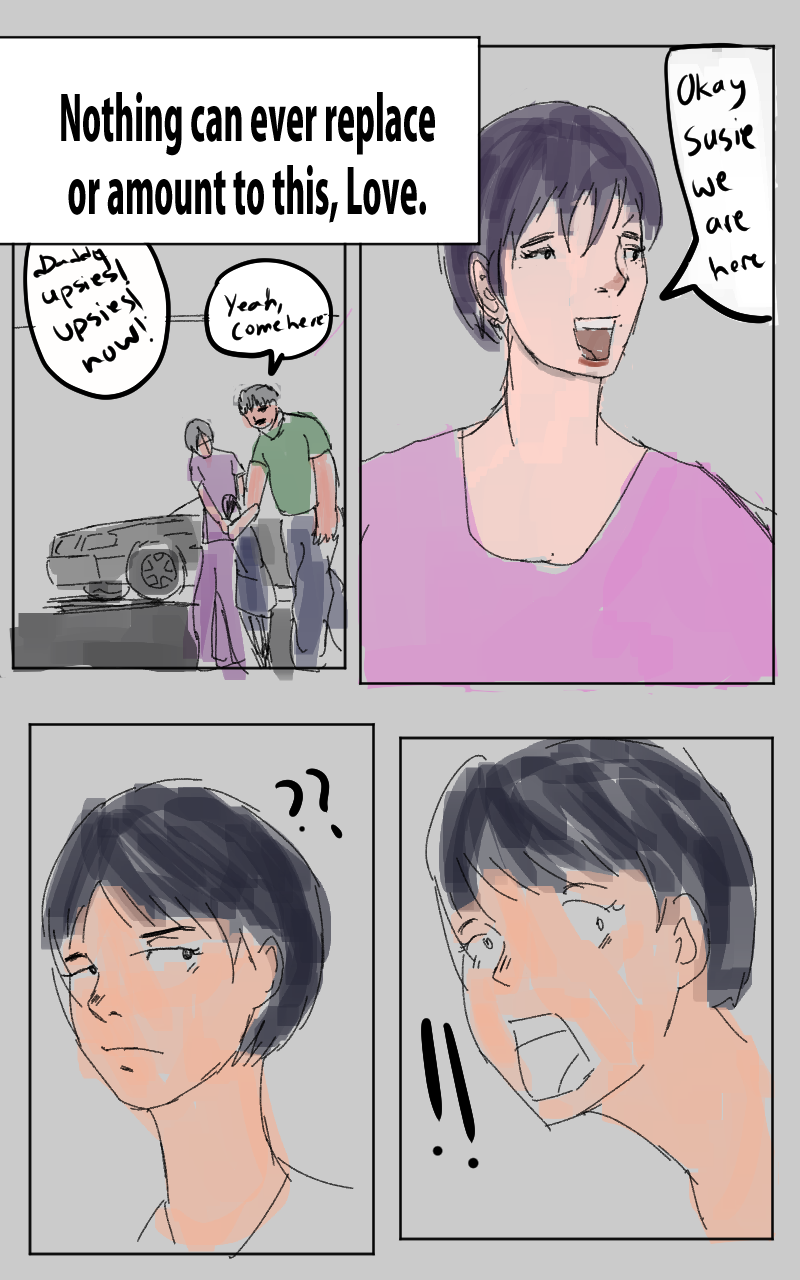 Nothing can ever replace
or amount to this, Love.
Daddy
upsies!
upsies!
now!
Yeah,
Come here
Okay
Susie
we
are
here
??
!!